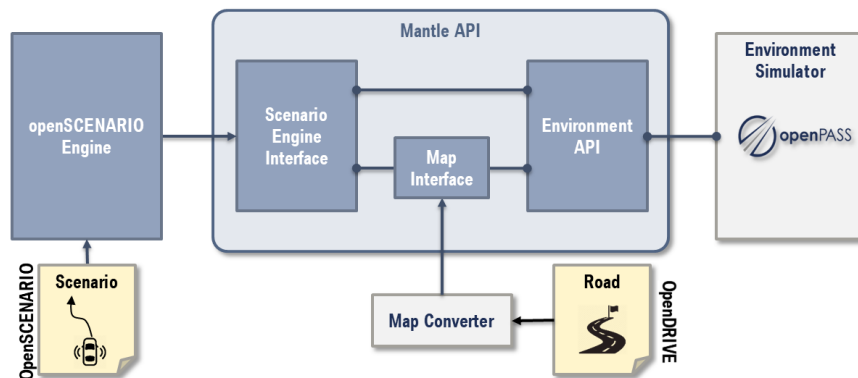 Mantle API
openSCENARIO
Engine
Scenario
Engine
Interface
Map
Interface
Environment
API
Environment
Simulator
openPASS
OpenSCENARIO
Scenario
Map Converter
Road
OpenDRIVE